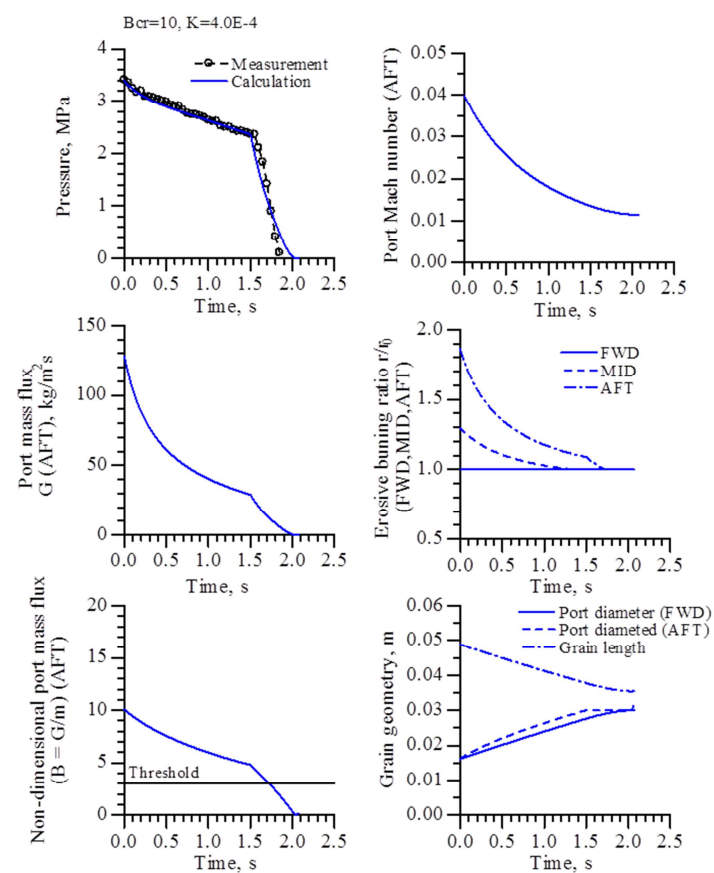 Bcr=10, K=4.0E-4
Pressure, MPa
4
3
2
1
0
Measurement
Calculation
0.0 0.5 1.0 1.5 2.0 2.5
Time, s
Port Mach number (AFT)
0.05
0.04
0.03
0.02
0.01
0.00
0.0 0.5 1.0 1.5 2.0 2.5
Time, s
Port mass flux,
G (AFT), kg/m²s
150
100
50
0
0.0 0.5 1.0 1.5 2.0 2.5
Time, s
Erosive buning ratio r/r0
(FWD,MID,AFT)
2.0
1.5
1.0
0.5
FWD
MID
AFT
0.0 0.5 1.0 1.5 2.0 2.5
Time, s
Non-dimensional port mass flux
(B = G/m) (AFT)
20
15
10
5
0
Threshold
0.0 0.5 1.0 1.5 2.0 2.5
Time, s
Grain geometry, m
0.06
0.05
0.04
0.03
0.02
0.01
0.00
Port diameter (FWD)
Port diameted (AFT)
Grain length
0.0 0.5 1.0 1.5 2.0 2.5
Time, s